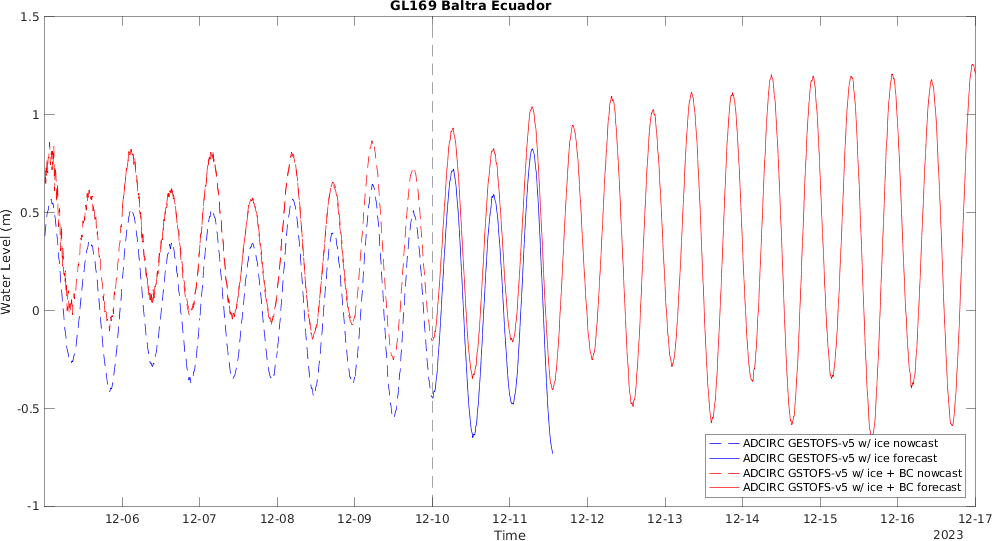 GL169 Baltra Ecuador
1.5
1
0.5
0
-0.5
-1
Water Level (m)
12-06 12-07 12-08 12-09 12-10 12-11 12-12 12-13 12-14 12-15 12-16 12-17
Time
2023
ADCIRC GESTOFS-v5 w/ ice nowcast
ADCIRC GESTOFS-v5 w/ ice forecast
ADCIRC GSTOFS-v5 w/ ice + BC nowcast
ADCIRC GSTOFS-v5 w/ ice + BC forecast